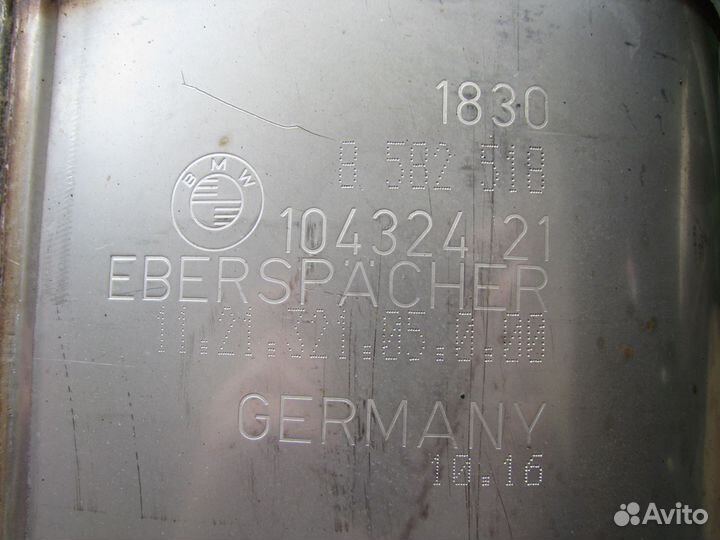 1830
8 582 518
BMW
104324 21
EBERSPÄCHER
11.21.321.05.0.00
GERMANY
10.16
Avito